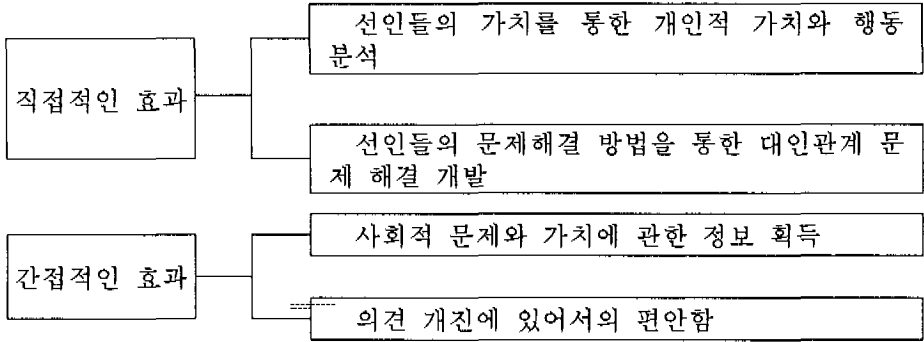 선인들의 가치를 통한 개인적 가치와 행동
분석
직접적인 효과
선인들의 문제해결 방법을 통한 대인관계 문
제 해결 개발
사회적 문제와 가치에 관한 정보 획득
간접적인 효과
의견 개진에 있어서의 편안함